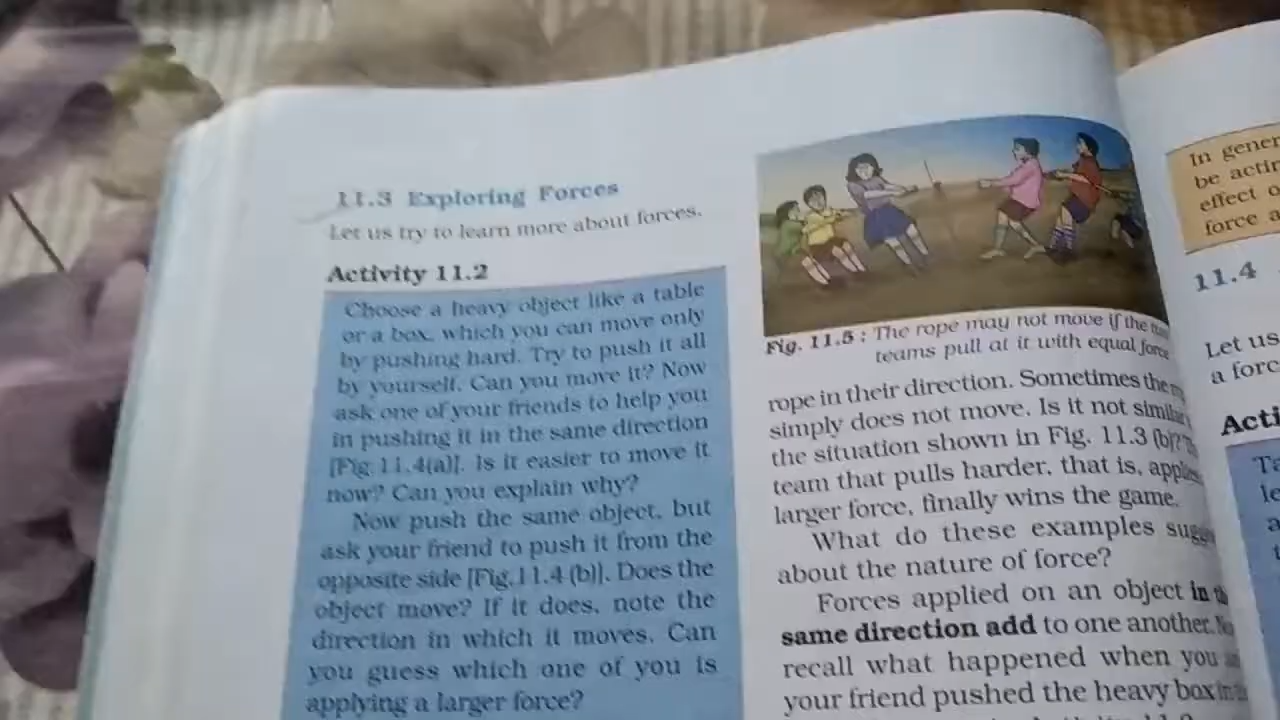 11.3 Exploring Forces
Let us try to learn more about forces.
Activity 11.2
Choose a heavy object like a table
or a box, which you can move only
by pushing hard. Try to push it all
by yourself. Can you move it? Now
ask one of your friends to help you
in pushing it in the same direction
[Fig.11.4(a)]. Is it easier to move it
now? Can you explain why?
Now push the same object, but
ask your friend to push it from the
opposite side [Fig.11.4 (b)]. Does the
object move? If it does, note the
direction in which it moves. Can
you guess which one of you is
applying a larger force?
Fig. 11.5 : The rope may not move if the
teams pull at it with equal force
rope in their direction. Sometimes the
simply does not move. Is it not similar
the situation shown in Fig. 11.3 (b)?
team that pulls harder, that is,
larger force, finally wins the game.
What do these examples
about the nature of force?
Forces applied on an object in
same direction add to one another.
recall what happened when you
your friend pushed the heavy box in
In
be
effect
force
11.4
Let us
a